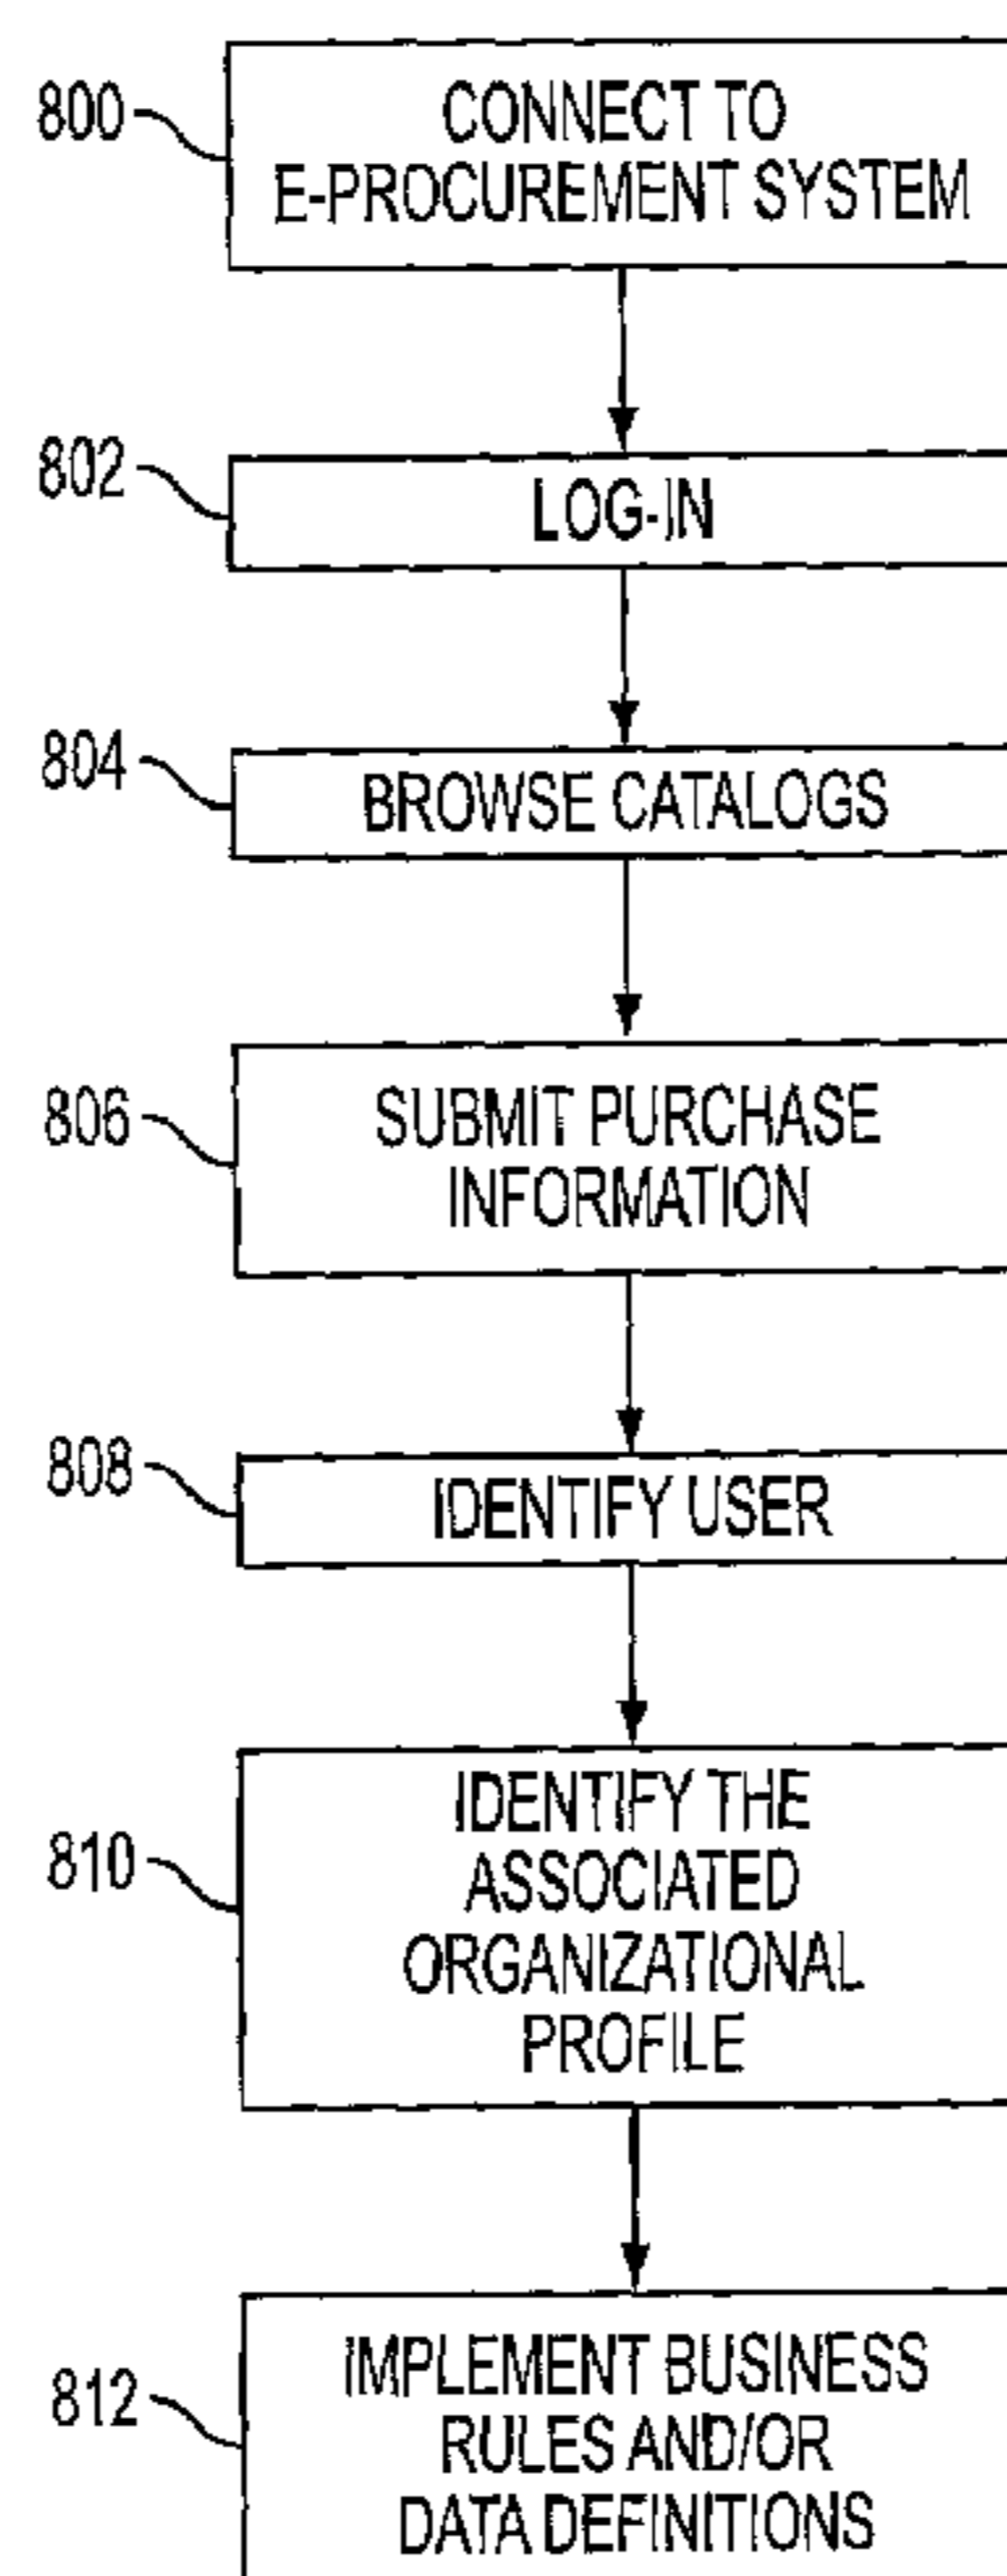 800
CONNECT TO
E-PROCUREMENT SYSTEM
802
LOG-IN
804
BROWSE CATALOGS
806
SUBMIT PURCHASE
INFORMATION
808
IDENTIFY USER
810
IDENTIFY THE
ASSOCIATED
ORGANIZATIONAL
PROFILE
812
IMPLEMENT BUSINESS
RULES AND/OR
DATA DEFINITIONS